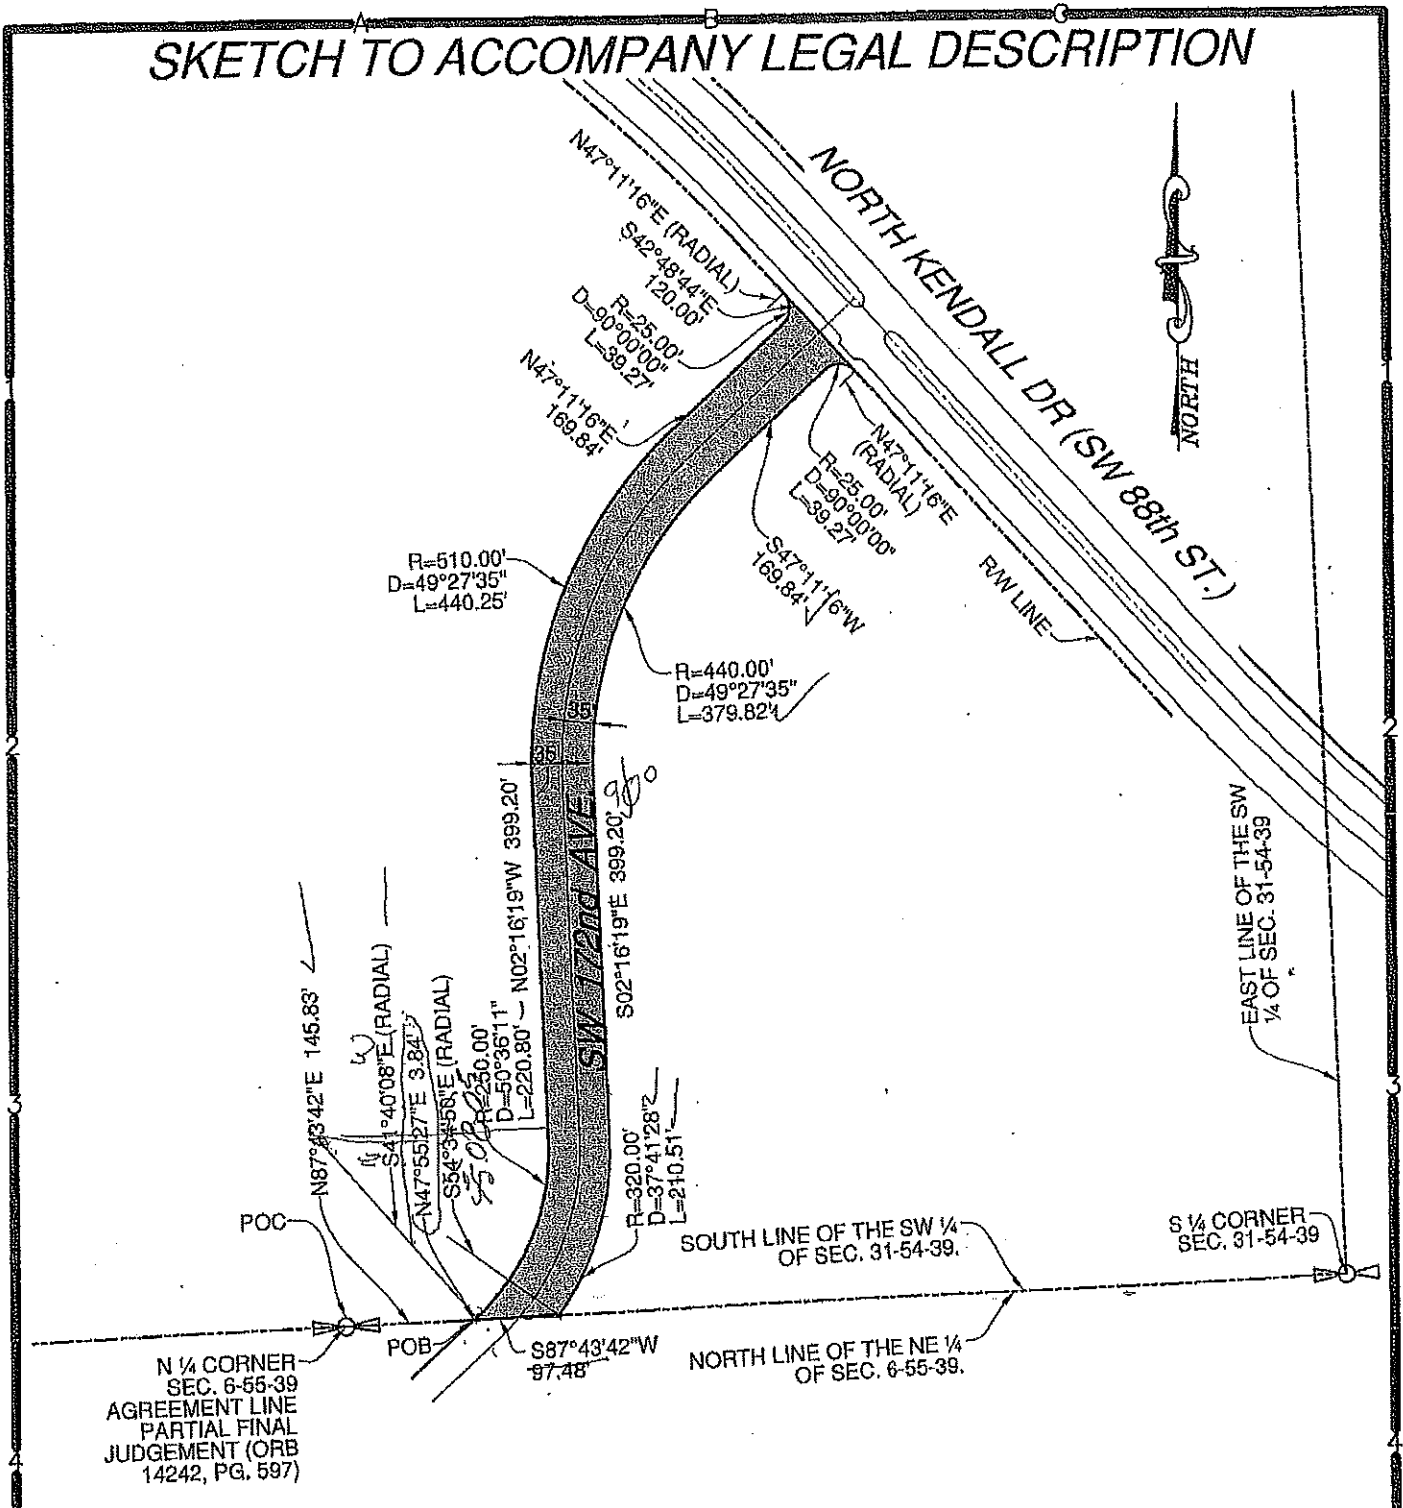 A B C
SKETCH TO ACCOMPANY LEGAL DESCRIPTION
N47°11'16"E (RADIAL)
S42°48'44"E
120.00'
R=25.00'
D=90°00'00"
L=39.27'
N47°11'16"E
169.84'
NORTH KENDALL DR (SW 88th ST.)
NORTH
N47°11'16"E
(RADIAL)
R=25.00'
D=90°00'00"
L=39.27'
S47°11'16"W
169.84'
R/W LINE
R=510.00'
D=49°27'35"
L=440.25'
R=440.00'
D=49°27'35"
L=379.82'
35'
35'
2
2
SW 172nd AVE.
N02°16'19"W 399.20'
S02°16'19"E 399.20'
EAST LINE OF THE SW
¼ OF SEC. 31-54-39
N87°43'42"E 145.83'
S41°40'08"E (RADIAL)
W
N47°55'27"E 3.84'
(RADIAL)
R=250.00'
D=50°36'11"
L=220.80'
3
3
R=320.00'
D=37°41'28"
L=210.51'
POC
SOUTH LINE OF THE SW ¼
OF SEC. 31-54-39.
S ¼ CORNER
SEC. 31-54-39
POB
S87°43'42"W
97.48'
NORTH LINE OF THE NE ¼
OF SEC. 6-55-39.
N ¼ CORNER
SEC. 6-55-39
AGREEMENT LINE
PARTIAL FINAL
JUDGEMENT (ORB
14242, PG. 597)
4
4